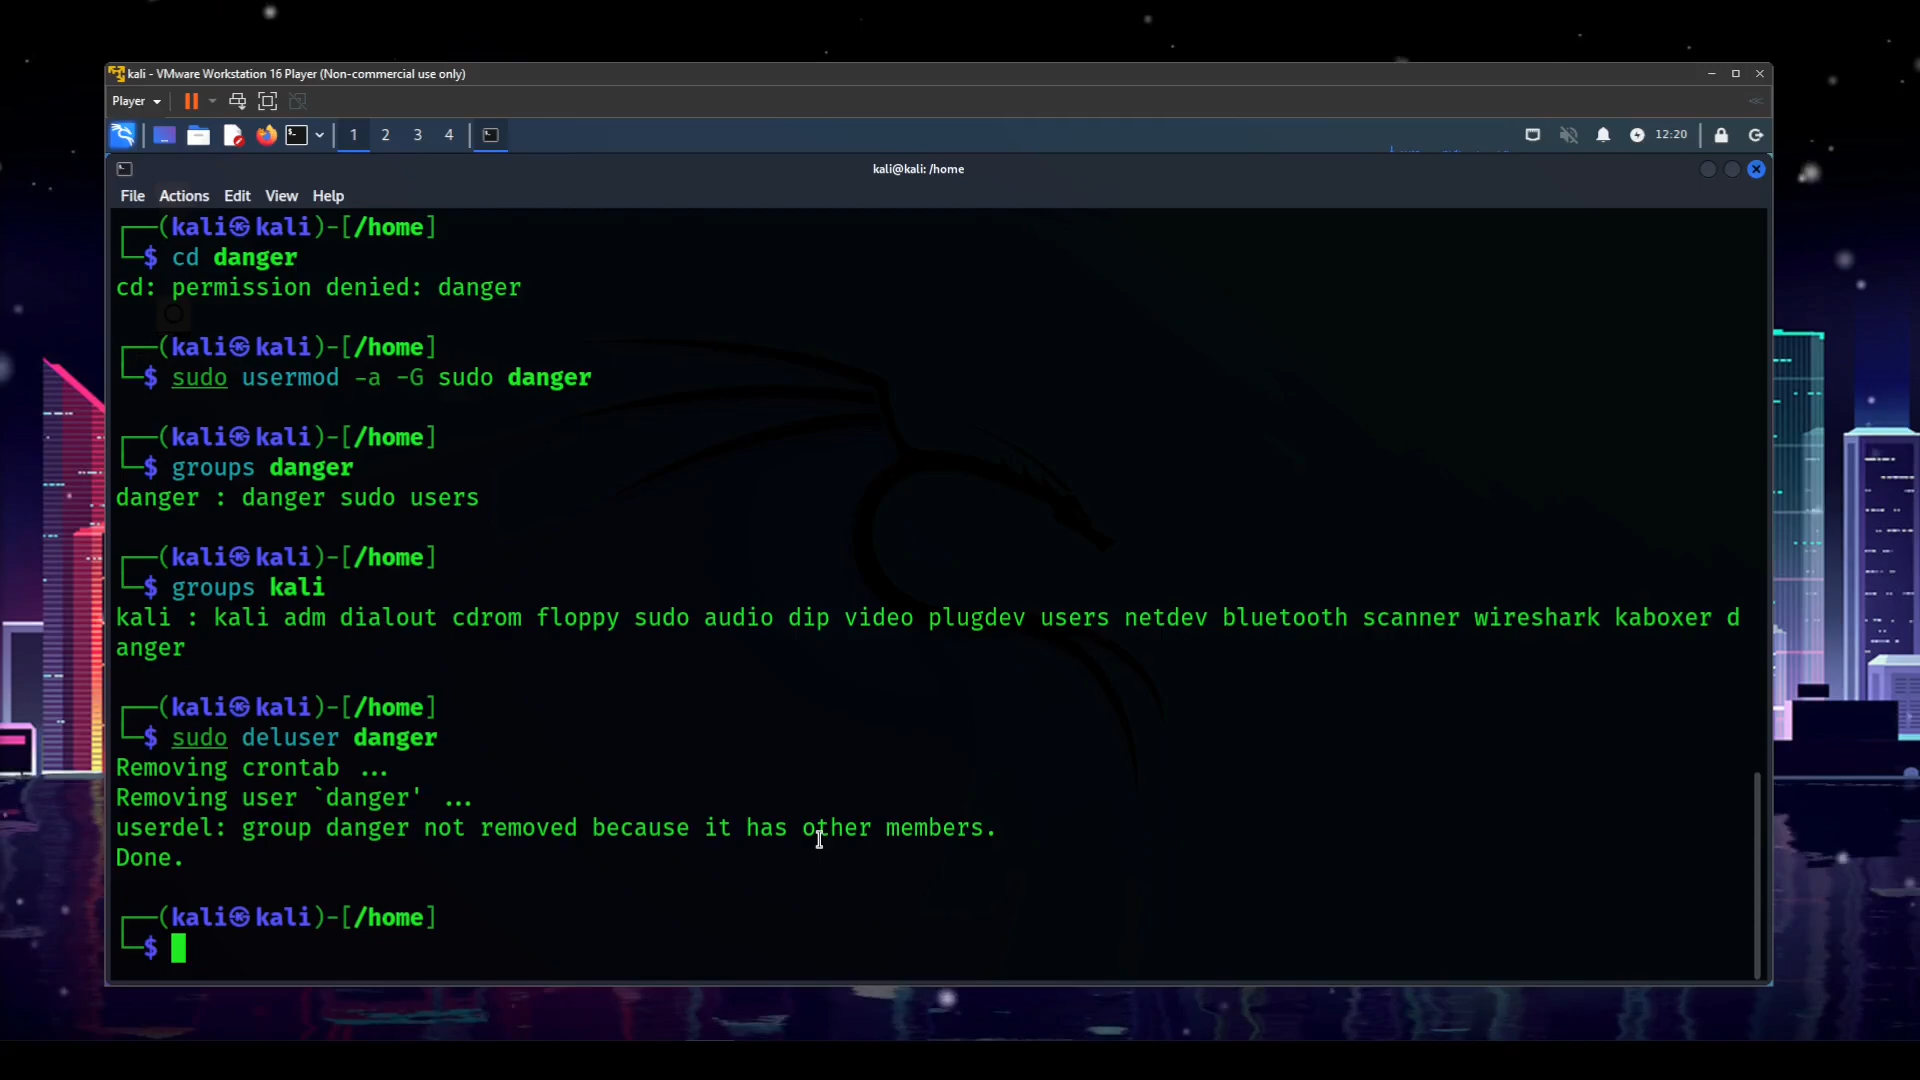 kali - VMware Workstation 16 Player (Non-commercial use only)
Player
1 2 3 4
12:20
kali@kali: /home
File Actions Edit View Help
┌──(kali㉿kali)-[/home]
└─$ cd danger
cd: permission denied: danger
┌──(kali㉿kali)-[/home]
└─$ sudo usermod -a -G sudo danger
┌──(kali㉿kali)-[/home]
└─$ groups danger
danger : danger sudo users
┌──(kali㉿kali)-[/home]
└─$ groups kali
kali : kali adm dialout cdrom floppy sudo audio dip video plugdev users netdev bluetooth scanner wireshark kaboxer d
anger
┌──(kali㉿kali)-[/home]
└─$ sudo deluser danger
Removing crontab ...
Removing user `danger' ...
userdel: group danger not removed because it has other members.
Done.
┌──(kali㉿kali)-[/home]
└─$